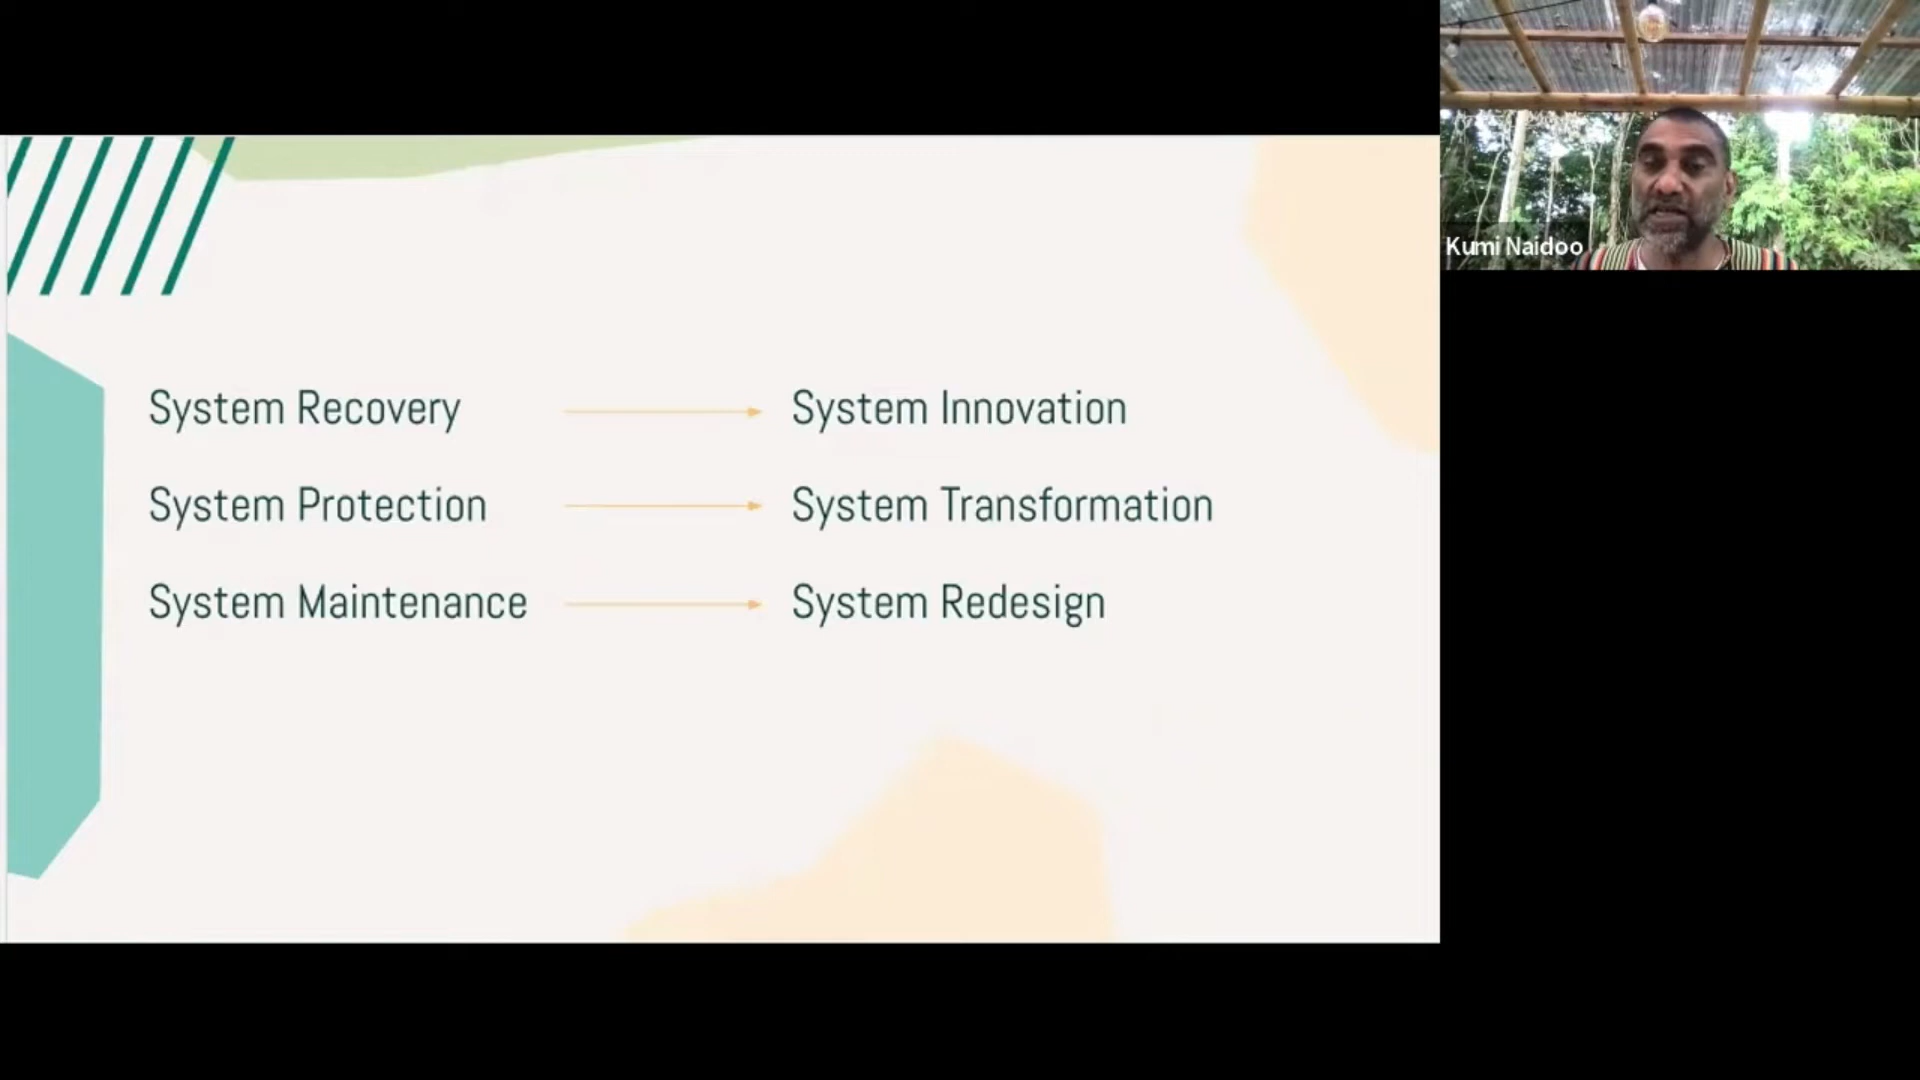 System Recovery System Innovation
System Protection System Transformation
System Maintenance System Redesign
Kumi Naidoo